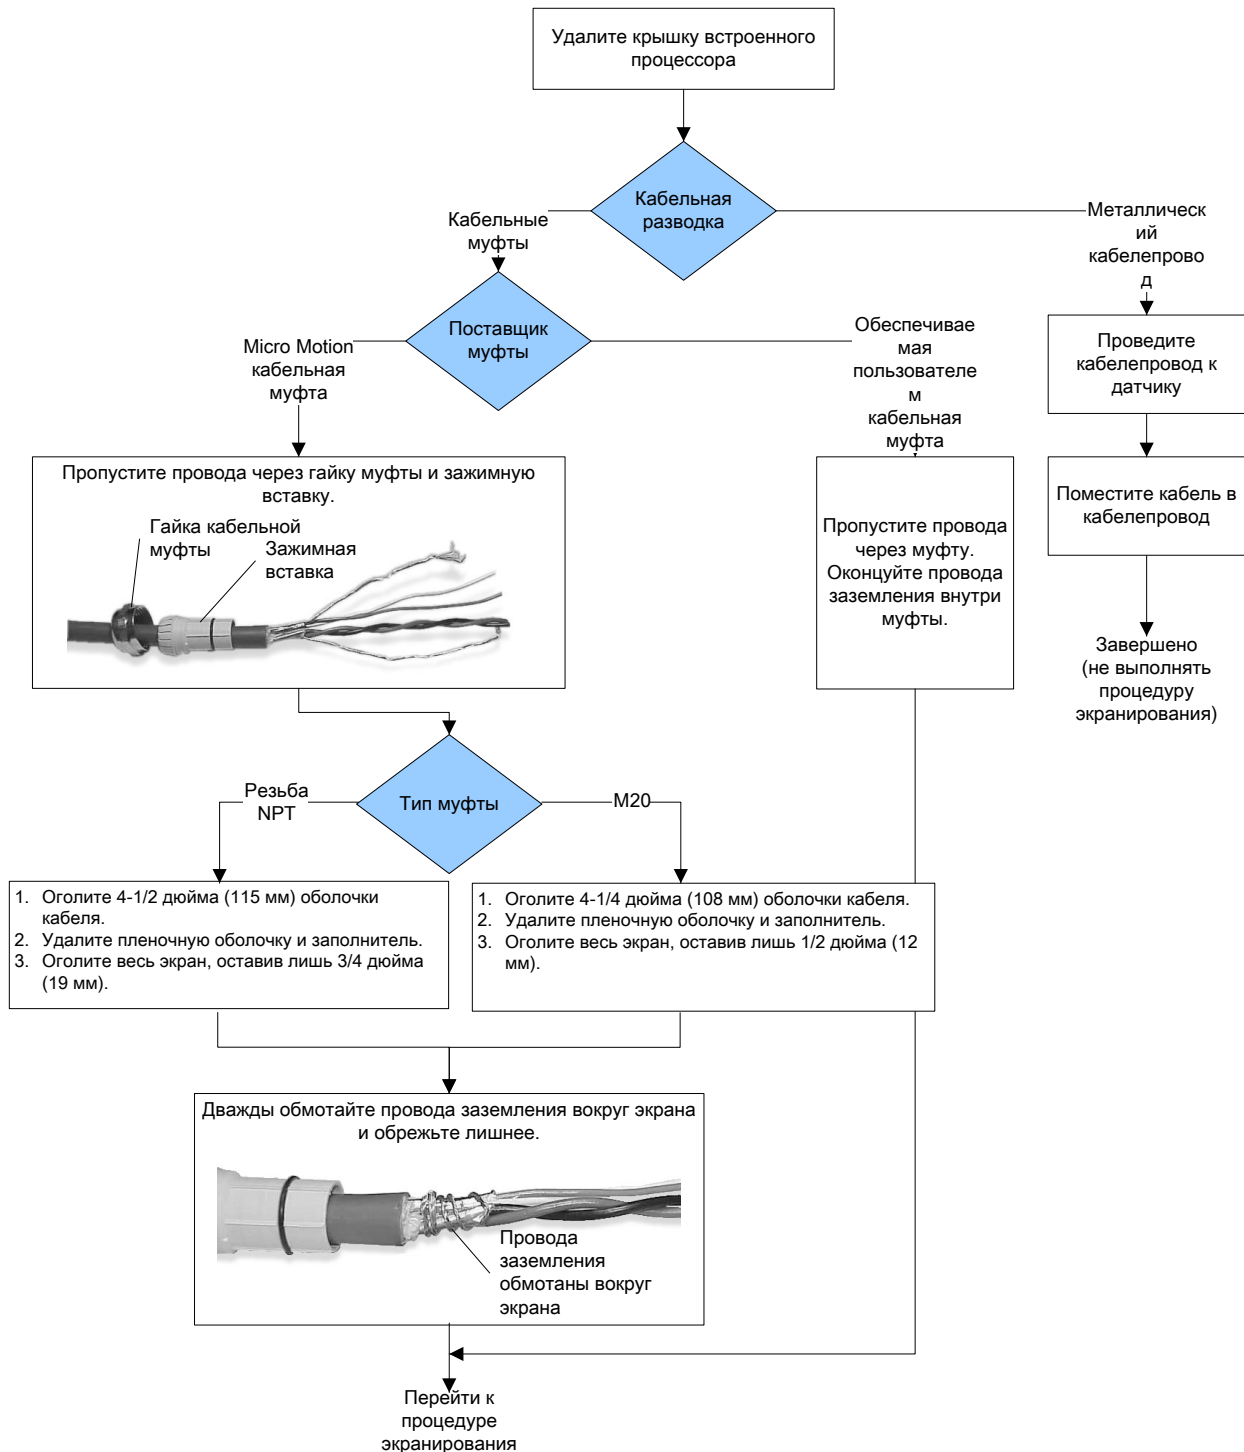 Удалите крышку встроенного
процессора
Кабельная
разводка
Кабельные
муфты
Металлическ
ий
кабелепрово
д
Поставщик
муфты
Micro Motion
кабельная
муфта
Обеспечивае
мая
пользователе
м
кабельная
муфта
Проведите
кабелепровод к
датчику
Поместите кабель в
кабелепровод
Завершено
(не выполнять
процедуру
экранирования)
Пропустите провода через гайку муфты и зажимную
вставку.
Гайка кабельной
муфты
Зажимная
вставка
Пропустите провода
через муфту.
Оконцуйте провода
заземления внутри
муфты.
Тип муфты
Резьба
NPT
M20
1. Оголите 4-1/2 дюйма (115 мм) оболочки
кабеля.
2. Удалите пленочную оболочку и заполнитель.
3. Оголите весь экран, оставив лишь 3/4 дюйма
(19 мм).
1. Оголите 4-1/4 дюйма (108 мм) оболочки кабеля.
2. Удалите пленочную оболочку и заполнитель.
3. Оголите весь экран, оставив лишь 1/2 дюйма (12
мм).
Дважды обмотайте провода заземления вокруг экрана
и обрежьте лишнее.
Провода
заземления
обмотаны вокруг
экрана
Перейти к
процедуре
экранирования